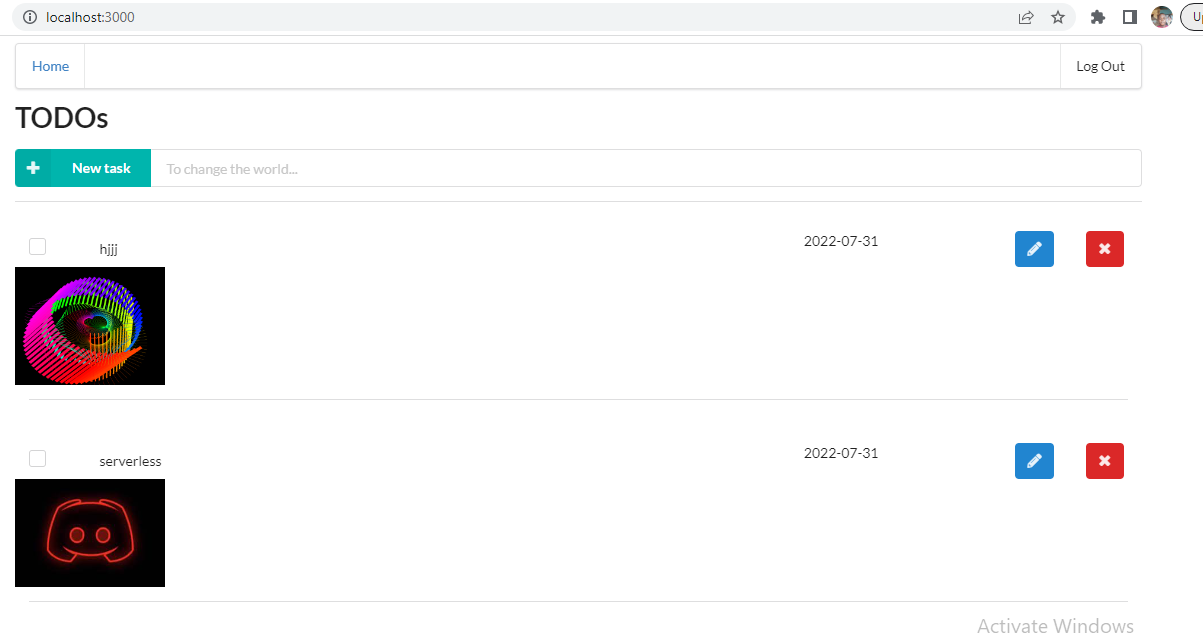 localhost:3000
Home
Log Out
TODOs
New task
To change the world...
hjjj
2022-07-31
serverless
2022-07-31
Activate Windows